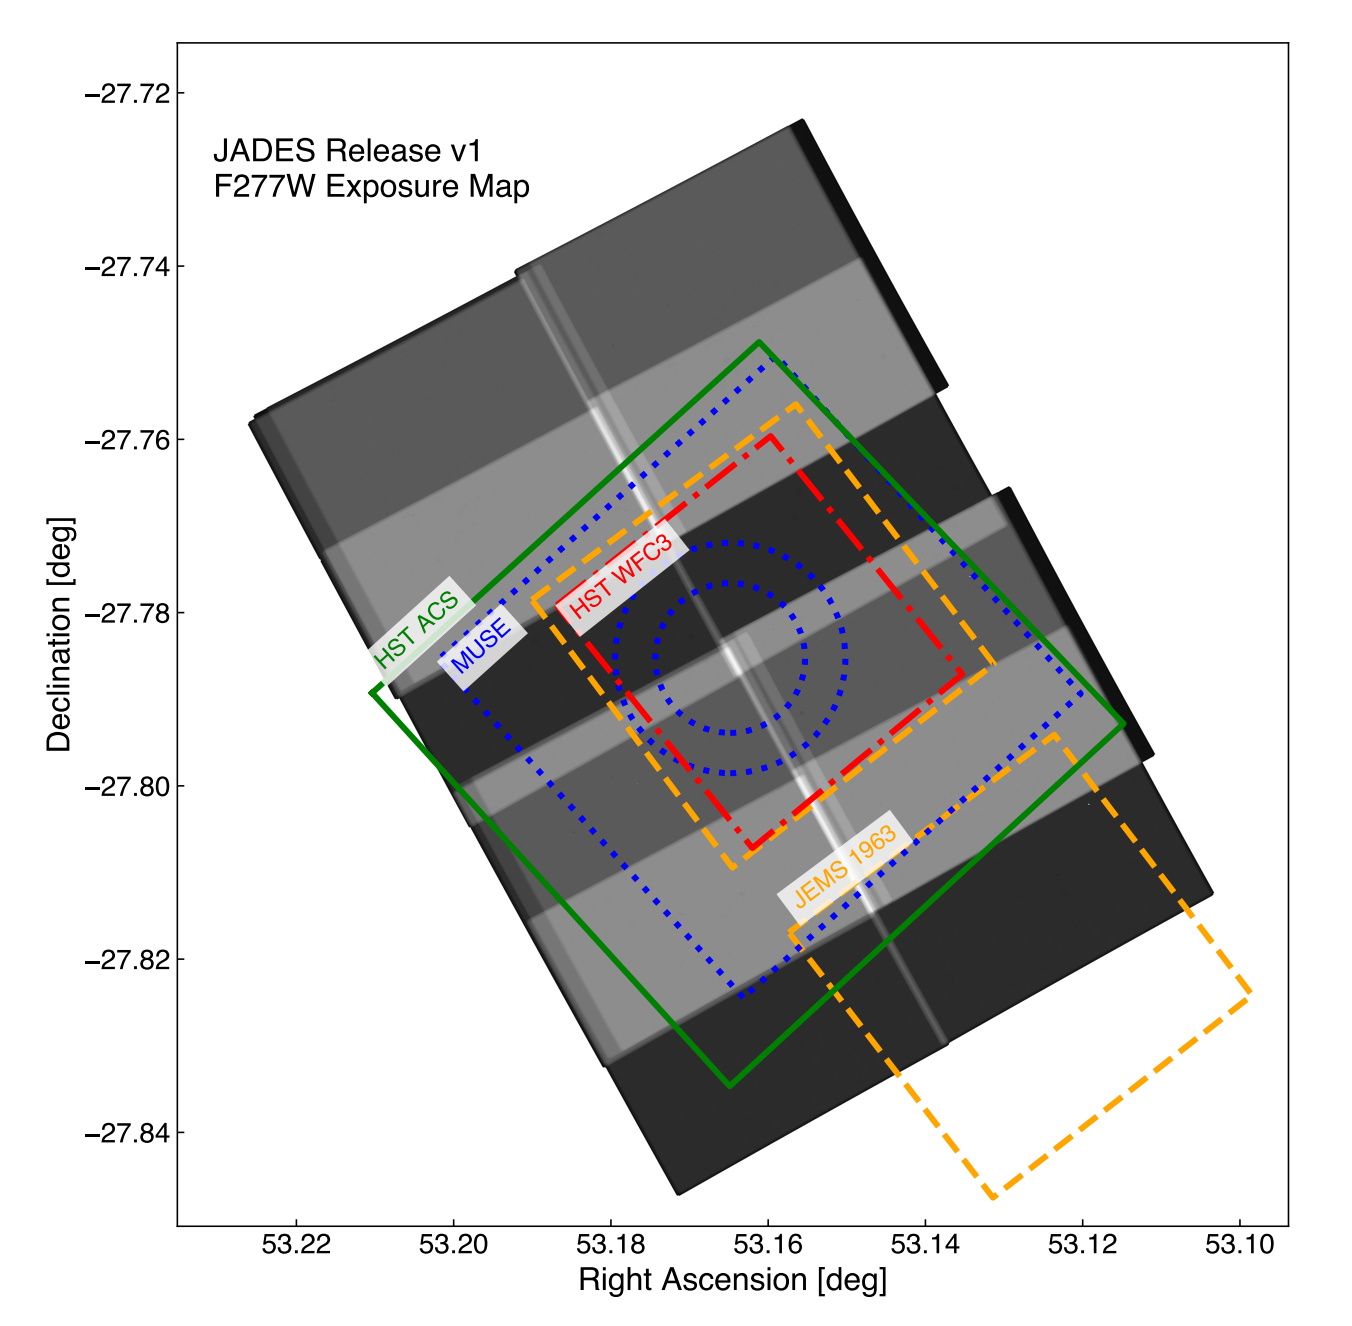 JADES Release v1
F277W Exposure Map
HST ACS
MUSE
HST WFC3
JEMS 1963
Declination [deg]
−27.72
−27.74
−27.76
−27.78
−27.80
−27.82
−27.84
53.22
53.20
53.18
53.16
53.14
53.12
53.10
Right Ascension [deg]